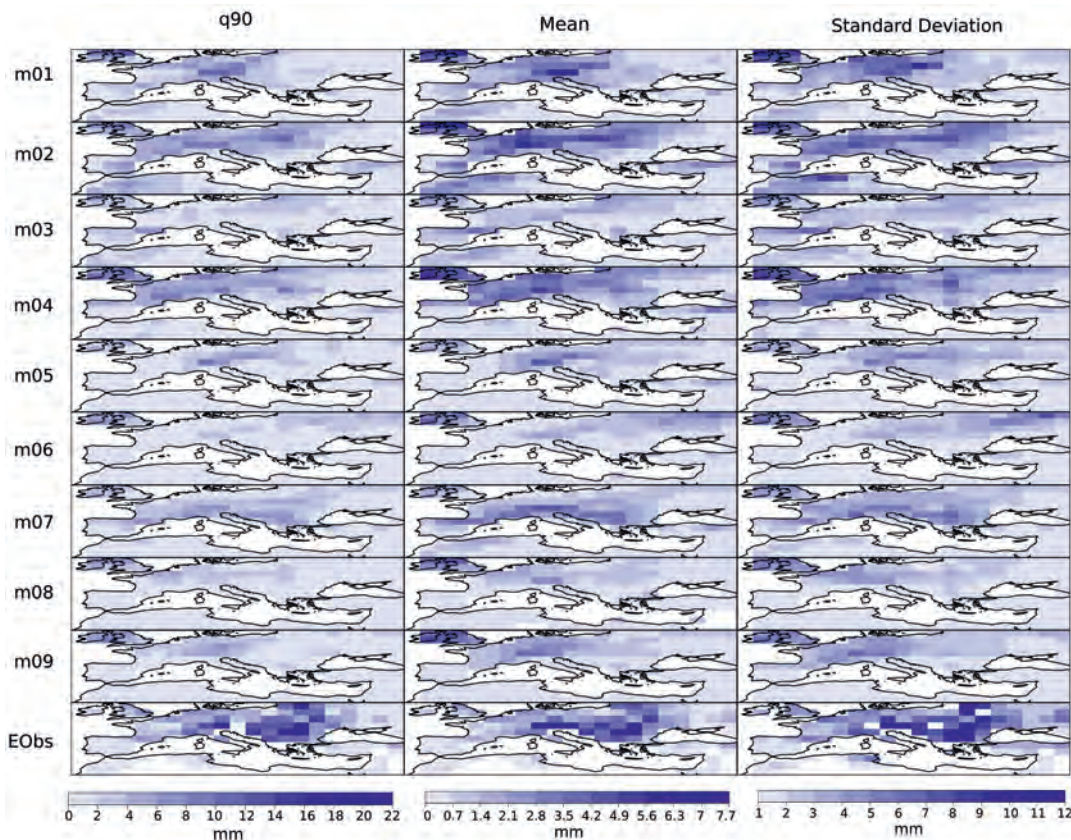 q90 Mean Standard Deviation
m01
m02
m03
m04
m05
m06
m07
m08
m09
EObs
0 2 4 6 8 10 12 14 16 18 20 22
mm
0 0.7 1.4 2.1 2.8 3.5 4.2 4.9 5.6 6.3 7 7.7
mm
1 2 3 4 5 6 7 8 9 10 11 12
mm